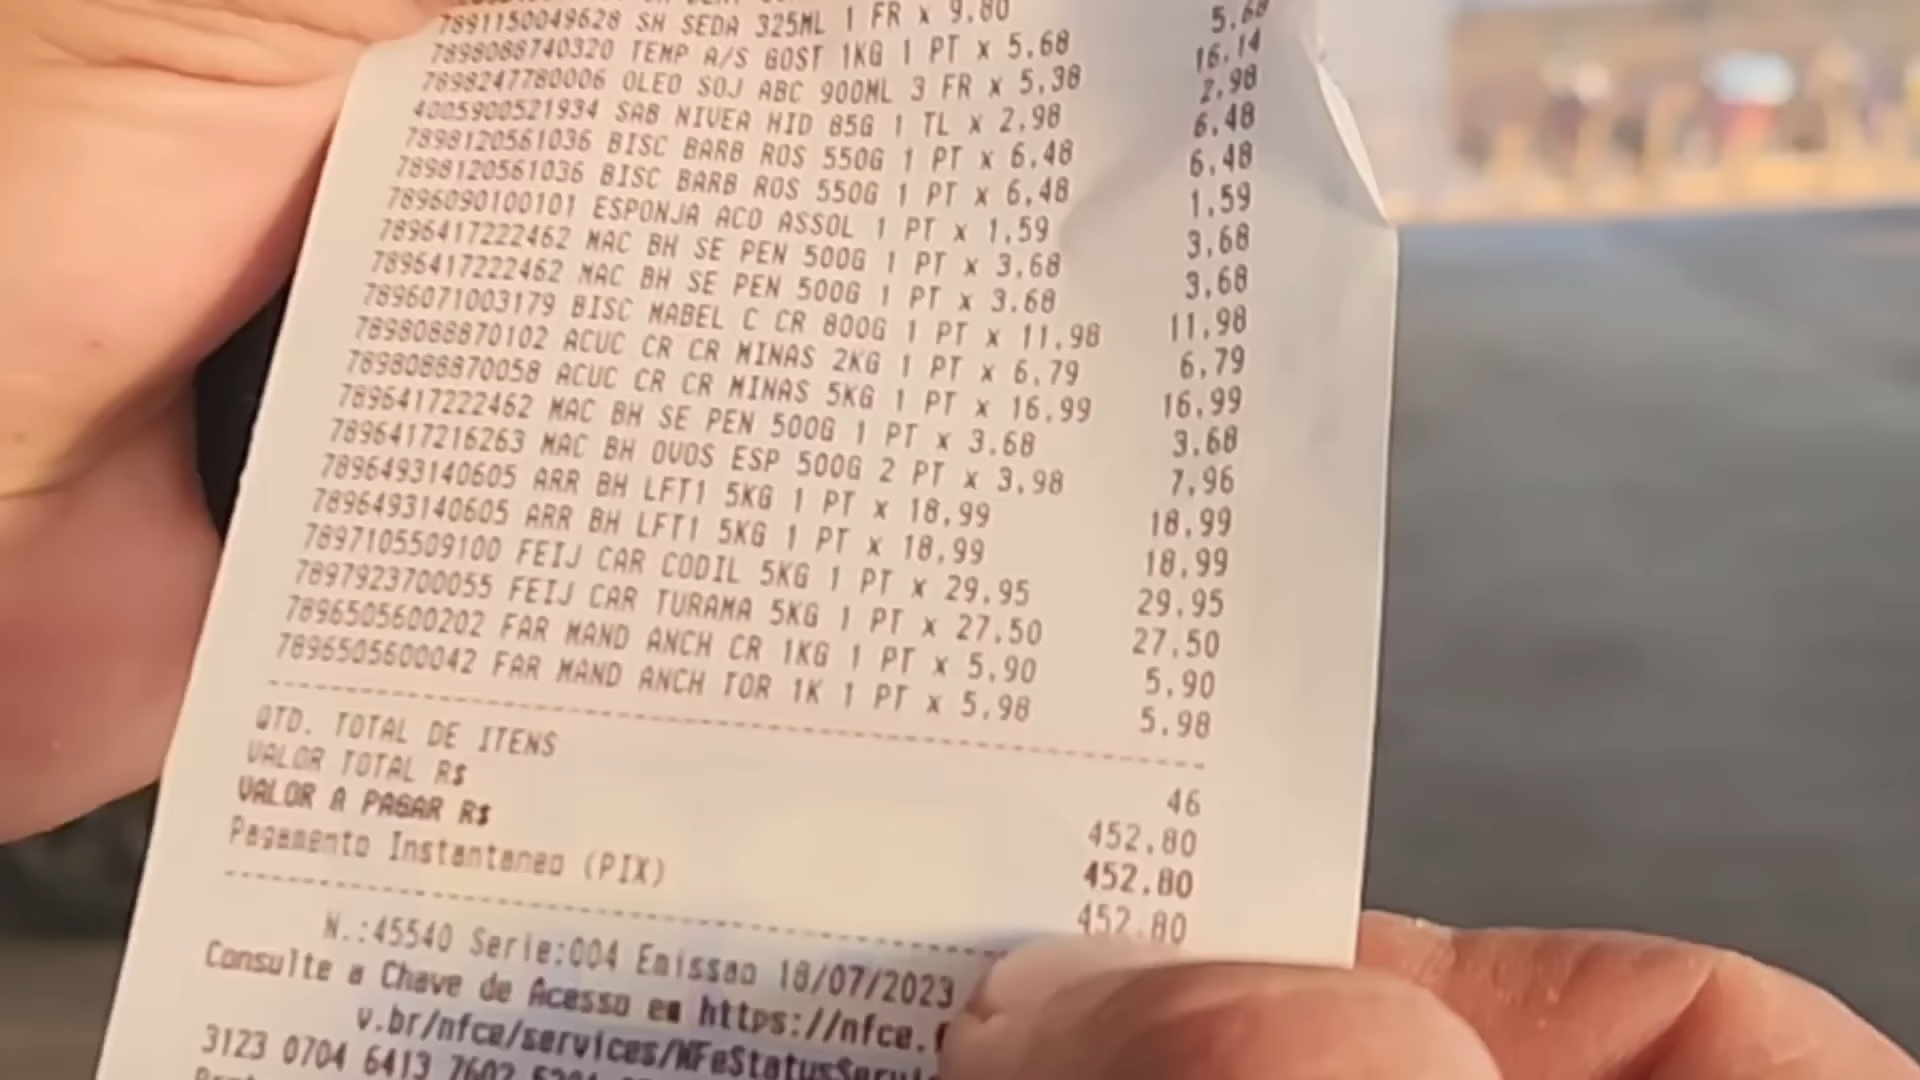 7891150049628 SH SEDA 325ML 1 FR x 9.80
7898088740320 TEMP A/S GOST 1KG 1 PT x 5.68 5.68
7898247780006 OLEO SOJ ABC 900ML 3 FR x 5.38 16.14
4005900521934 SAB NIVEA HID 85G 1 TL x 2.98 2.98
7898120561036 BISC BARB ROS 550G 1 PT x 6.48 6.48
7898120561036 BISC BARB ROS 550G 1 PT x 6.48 6.48
7896090100101 ESPONJA ACO ASSOL 1 PT x 1.59 1.59
7896417222462 MAC BH SE PEN 500G 1 PT x 3.68 3.68
7896417222462 MAC BH SE PEN 500G 1 PT x 3.68 3.68
7896071003179 BISC MABEL C CR 800G 1 PT x 11.98 11.98
7898088870102 ACUC CR CR MINAS 2KG 1 PT x 6.79 6.79
7898088870058 ACUC CR CR MINAS 5KG 1 PT x 16.99 16.99
7896417222462 MAC BH SE PEN 500G 1 PT x 3.68 3.68
7896417216263 MAC BH OVOS ESP 500G 2 PT x 3.98 7.96
7896493140605 ARR BH LFT1 5KG 1 PT x 18.99 18.99
7896493140605 ARR BH LFT1 5KG 1 PT x 18.99 18.99
7897105509100 FEIJ CAR CODIL 5KG 1 PT x 29.95 29.95
7897923700055 FEIJ CAR TURAMA 5KG 1 PT x 27.50 27.50
7896505600202 FAR MAND ANCH CR 1KG 1 PT x 5.90 5.90
7896505600042 FAR MAND ANCH TOR 1K 1 PT x 5.98 5.98
QTD. TOTAL DE ITENS 46
VALOR TOTAL R$ 452.80
VALOR A PAGAR R$ 452.80
Pagamento Instantaneo (PIX) 452.80
N.:45540 Serie:004 Emissao 18/07/2023
Consulte a Chave de Acesso em https://nfce.f
v.br/nfce/services/NFeStatusServi
3123 0704 6413 7602